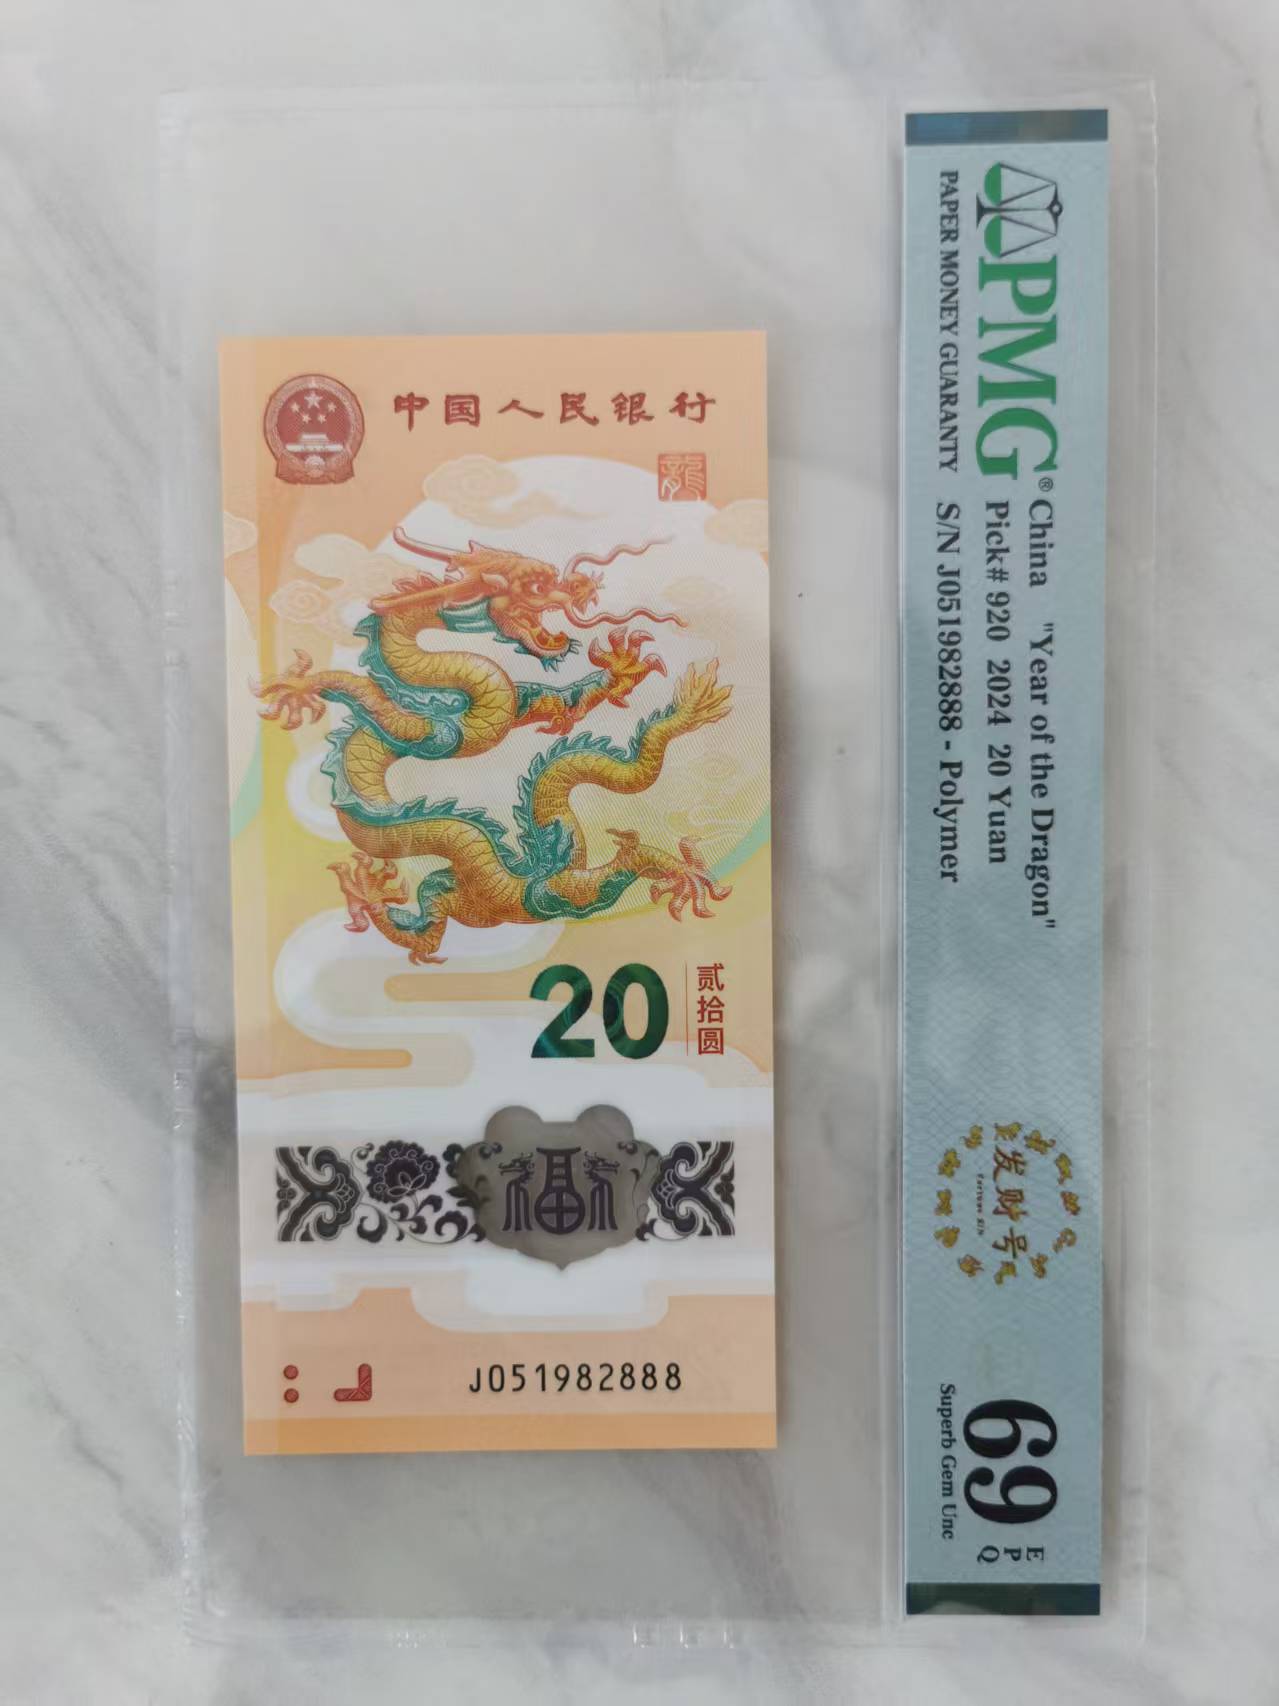 中国人民银行
龍
20
贰拾圆
福
J051982888
PMG®
PAPER MONEY GUARANTY
China "Year of the Dragon"
Pick# 920 2024 20 Yuan
S/N J051982888 - Polymer
发财号
69
EPQ
Superb Gem Unc